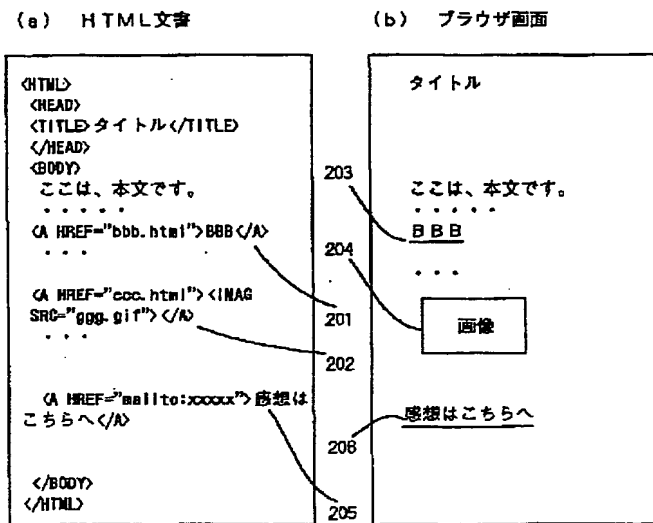 (a) HTML文書
<HTML>
<HEAD>
<TITLE>タイトル</TITLE>
</HEAD>
<BODY>
ここは、本文です。
・・・・・
<A HREF="bbb.html">BBB</A>
・・・
<A HREF="ccc.html"><IMAG
SRC="ggg.gif"></A>
・・・
<A HREF="mailto:xxxxx">感想は
こちらへ</A>
</BODY>
</HTML>
203
204
201
202
206
205
(b) ブラウザ画面
タイトル
ここは、本文です。
・・・・・
BBB
・・・
画像
感想はこちらへ